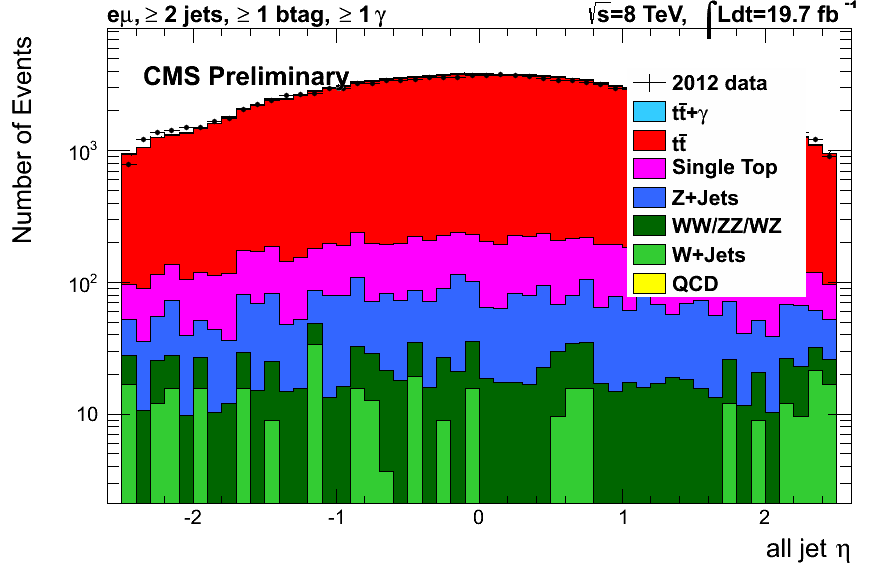 eμ, ≥ 2 jets, ≥ 1 btag, ≥ 1 γ
√s=8 TeV, ∫Ldt=19.7 fb⁻¹
Number of Events
CMS Preliminary
2012 data
tt̄+γ
tt̄
Single Top
Z+Jets
WW/ZZ/WZ
W+Jets
QCD
10³
10²
10
-2 -1 0 1 2
all jet η